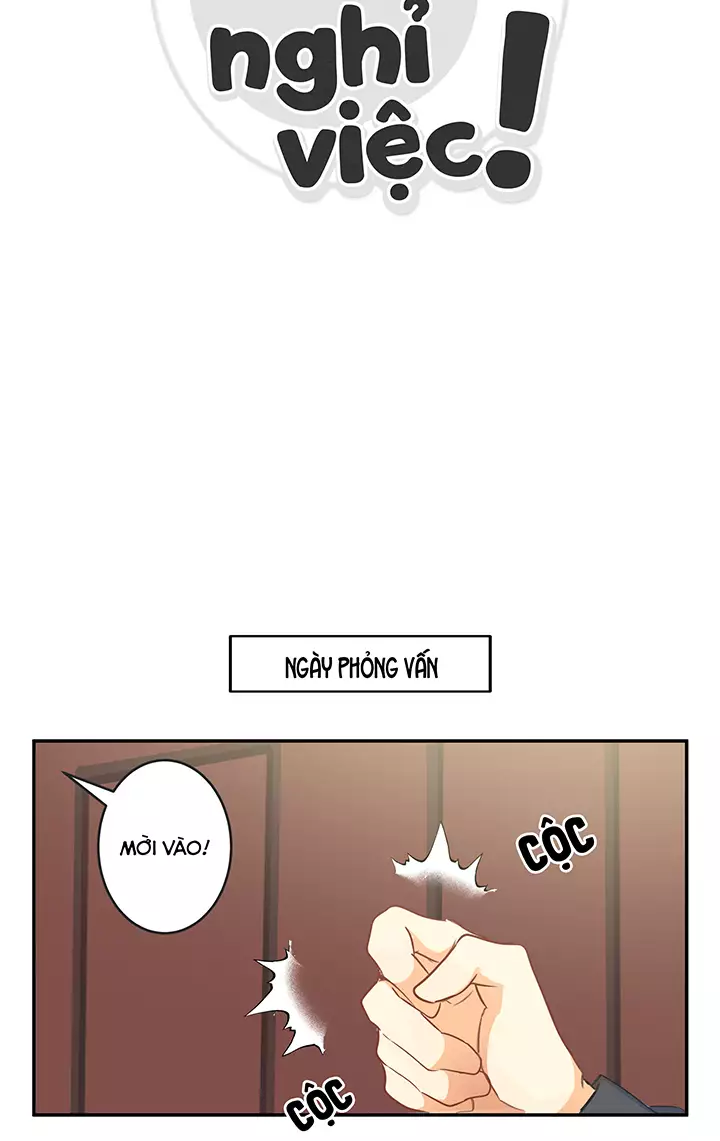 nghỉ
việc!
NGÀY PHỎNG VẤN
MỜI VÀO!
CỘC
CỘC